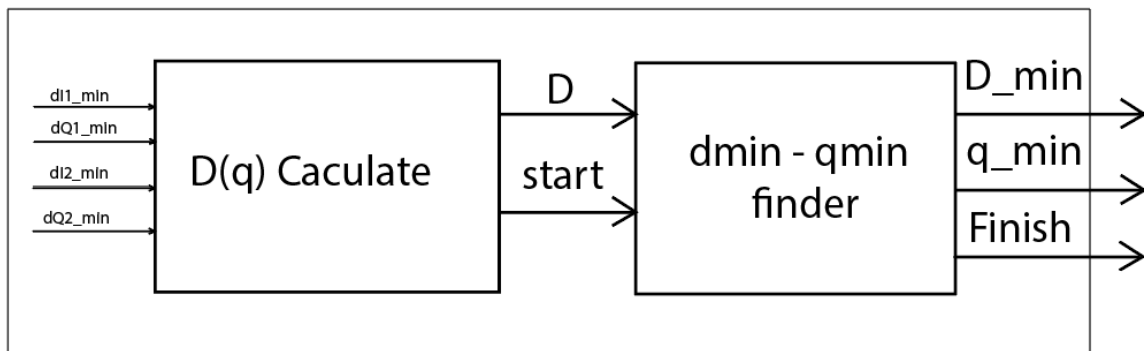 dI1_min
dQ1_min
dI2_min
dQ2_min
D(q) Caculate
D
start
dmin - qmin
finder
D_min
q_min
Finish